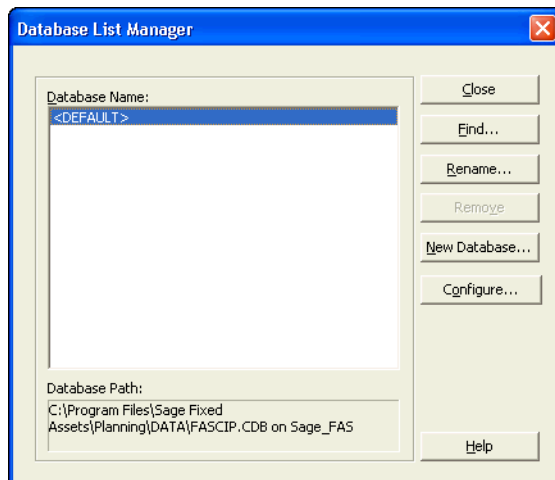 Database List Manager
Database Name:
<DEFAULT>
Close
Find...
Rename...
Remove
New Database...
Configure...
Database Path:
C:\Program Files\Sage Fixed
Assets\Planning\DATA\FASCIP.CDB on Sage_FAS
Help